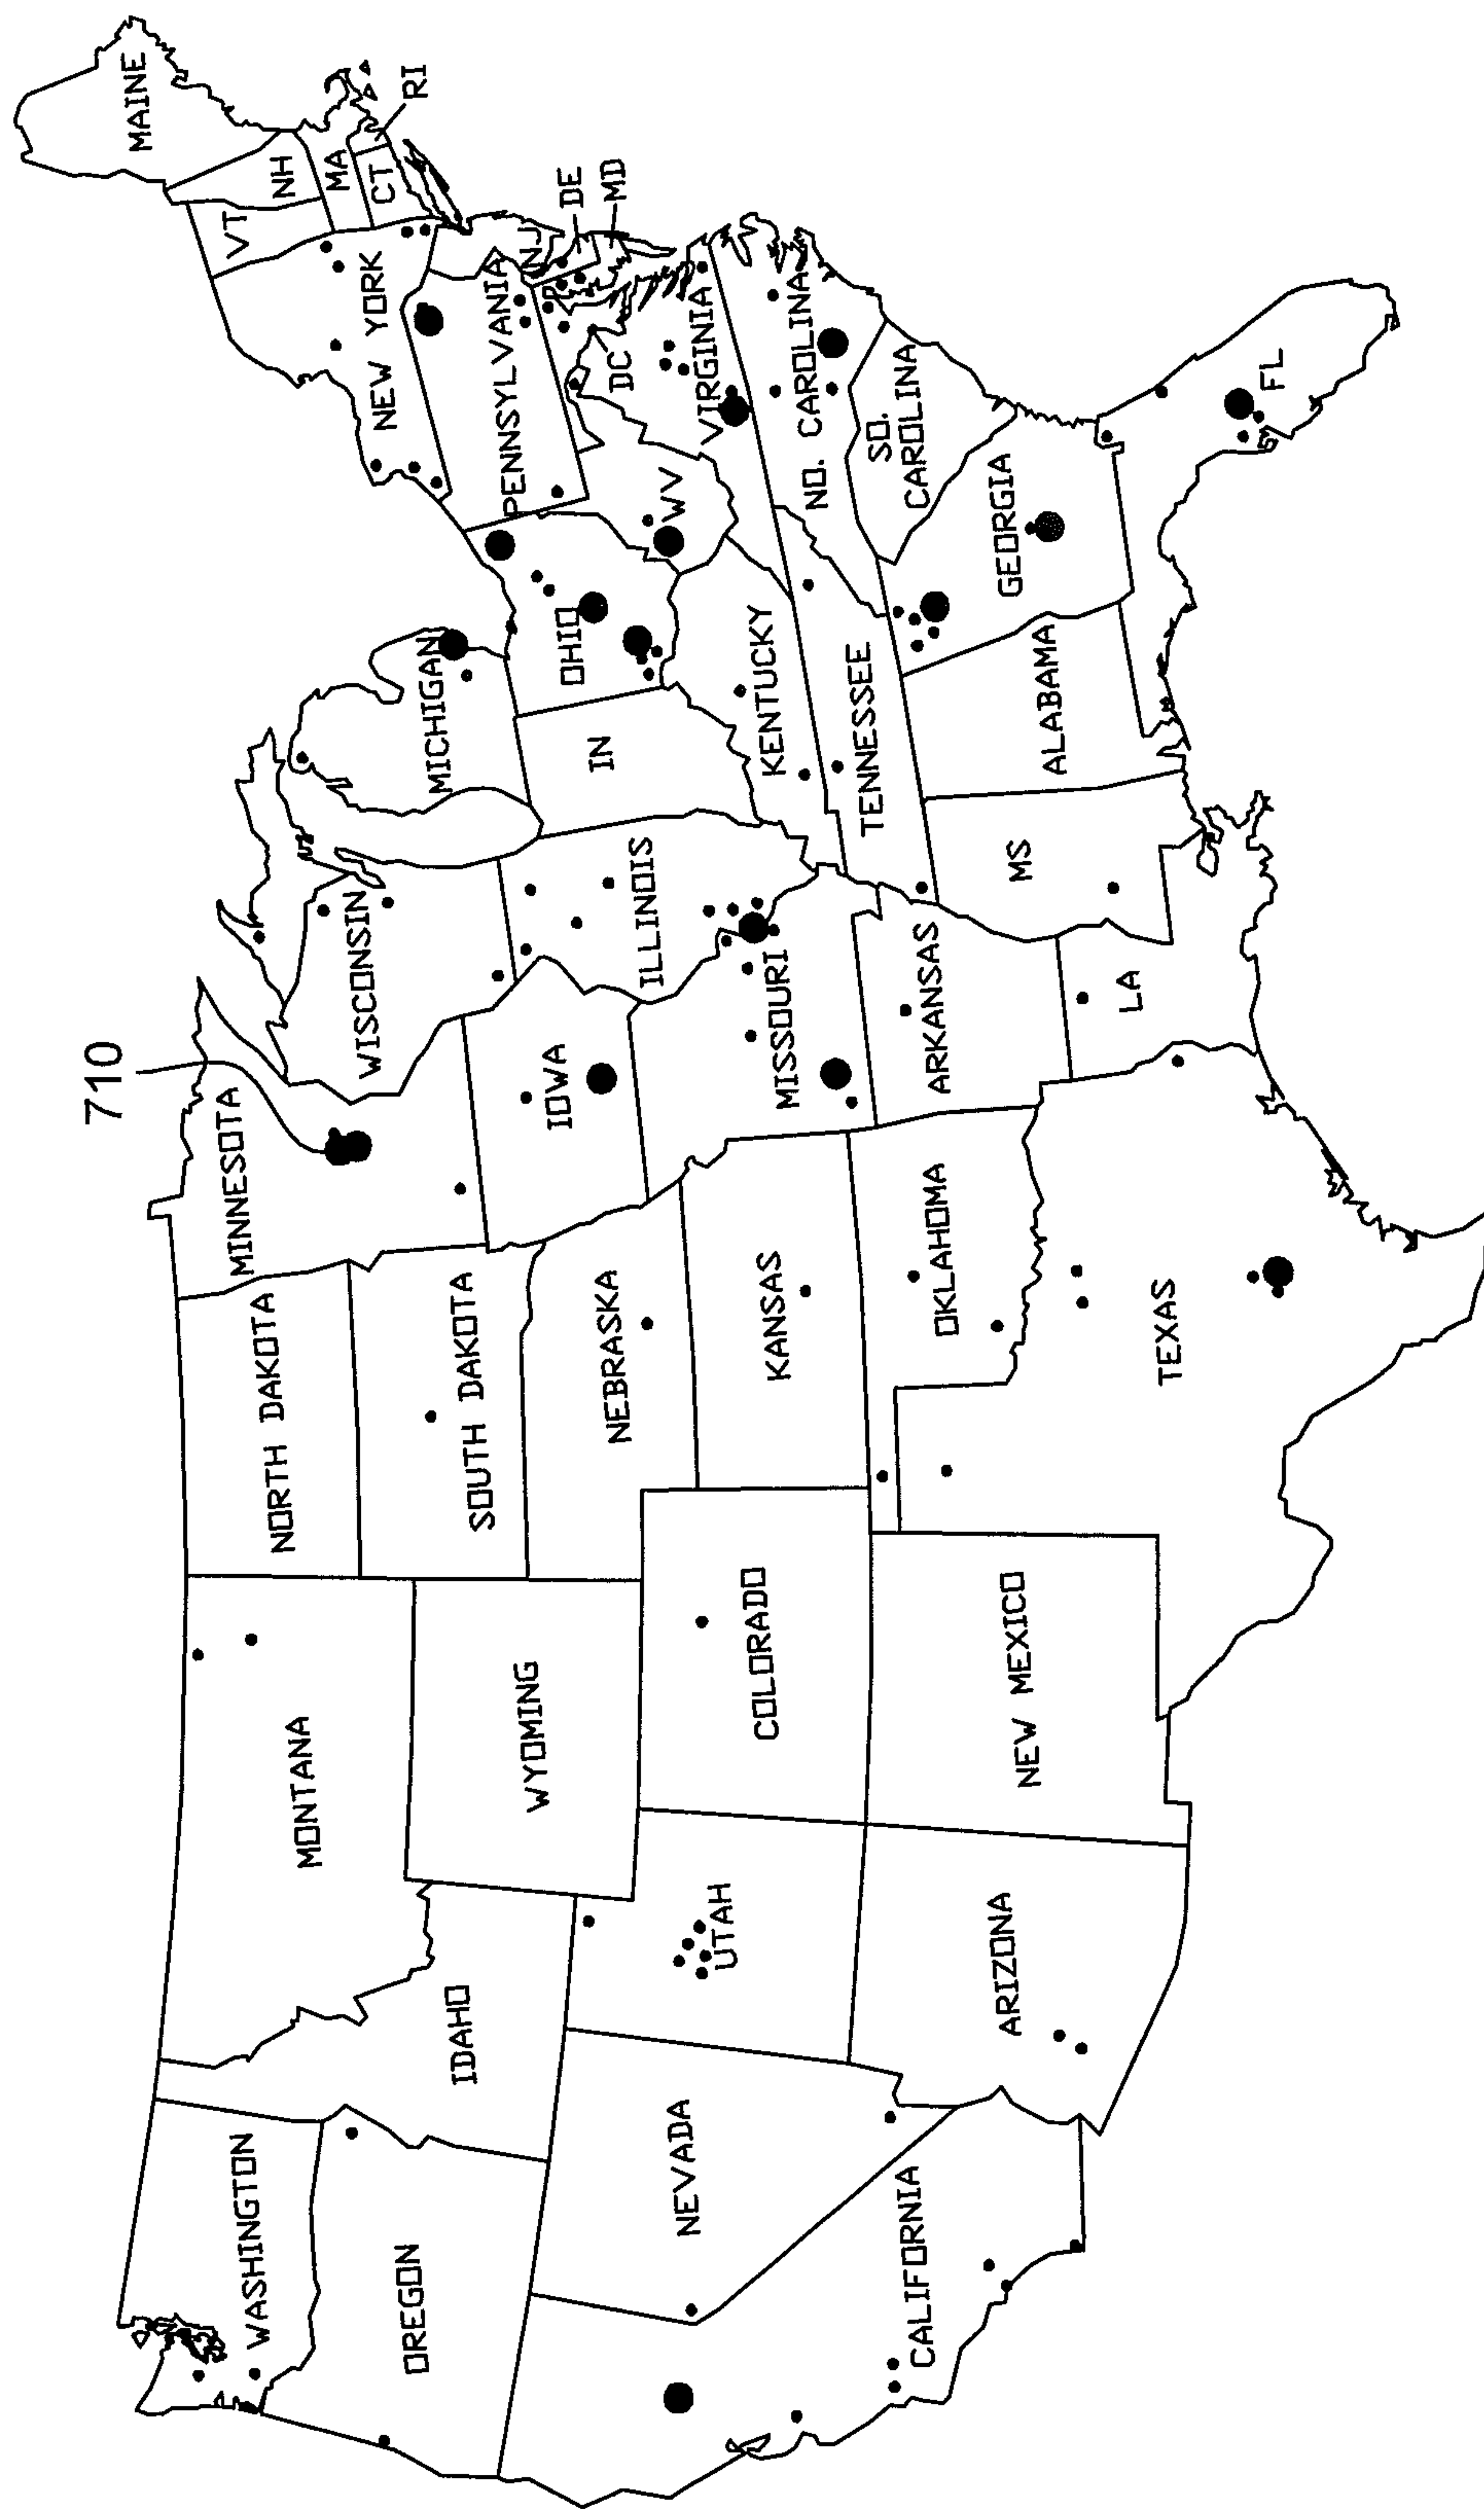 710
WASHINGTON
OREGON
CALIFORNIA
NEVADA
IDAHO
MONTANA
WYOMING
UTAH
ARIZONA
COLORADO
NEW MEXICO
NORTH DAKOTA
SOUTH DAKOTA
NEBRASKA
KANSAS
OKLAHOMA
TEXAS
MINNESOTA
IOWA
MISSOURI
ARKANSAS
LA
WISCONSIN
ILLINOIS
MICHIGAN
IN
OHIO
KENTUCKY
TENNESSEE
MS
ALABAMA
GEORGIA
FL
SO.
CAROLINA
NO. CAROLINA
VIRGINIA
WV
DC
PENNSYLVANIA
NEW YORK
NJ
DE
MD
VT
NH
MA
CT
RI
MAINE